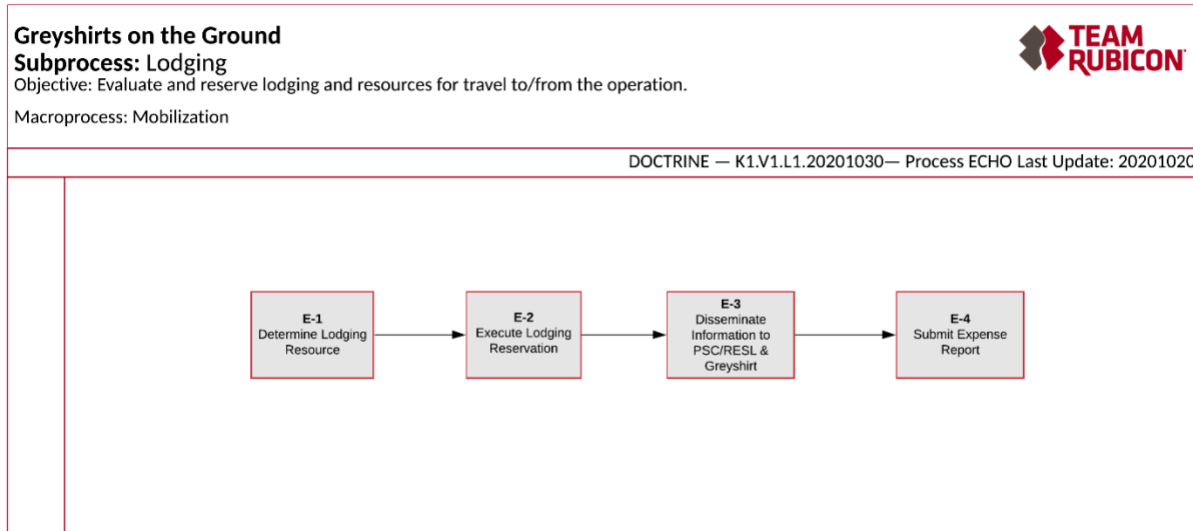 Greyshirts on the Ground
Subprocess: Lodging
Objective: Evaluate and reserve lodging and resources for travel to/from the operation.
Macroprocess: Mobilization
TEAM
RUBICON
DOCTRINE — K1.V1.L1.20201030— Process ECHO Last Update: 20201020
E-1
Determine Lodging
Resource
E-2
Execute Lodging
Reservation
E-3
Disseminate
Information to
PSC/RESL &
Greyshirt
E-4
Submit Expense
Report